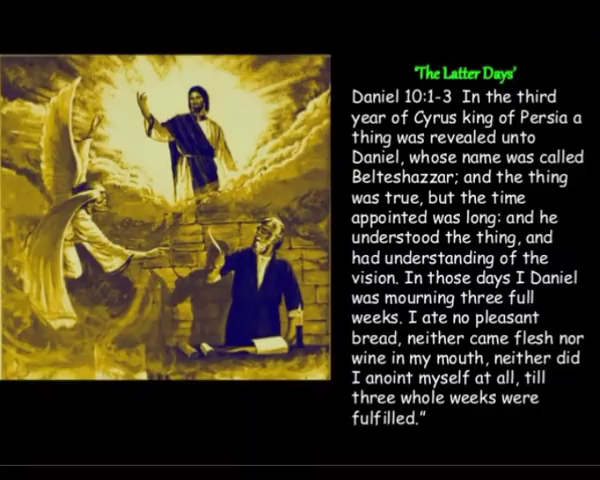 'The Latter Days'
Daniel 10:1-3 In the third
year of Cyrus king of Persia a
thing was revealed unto
Daniel, whose name was called
Belteshazzar; and the thing
was true, but the time
appointed was long: and he
understood the thing, and
had understanding of the
vision. In those days I Daniel
was mourning three full
weeks. I ate no pleasant
bread, neither came flesh nor
wine in my mouth, neither did
I anoint myself at all, till
three whole weeks were
fulfilled.”